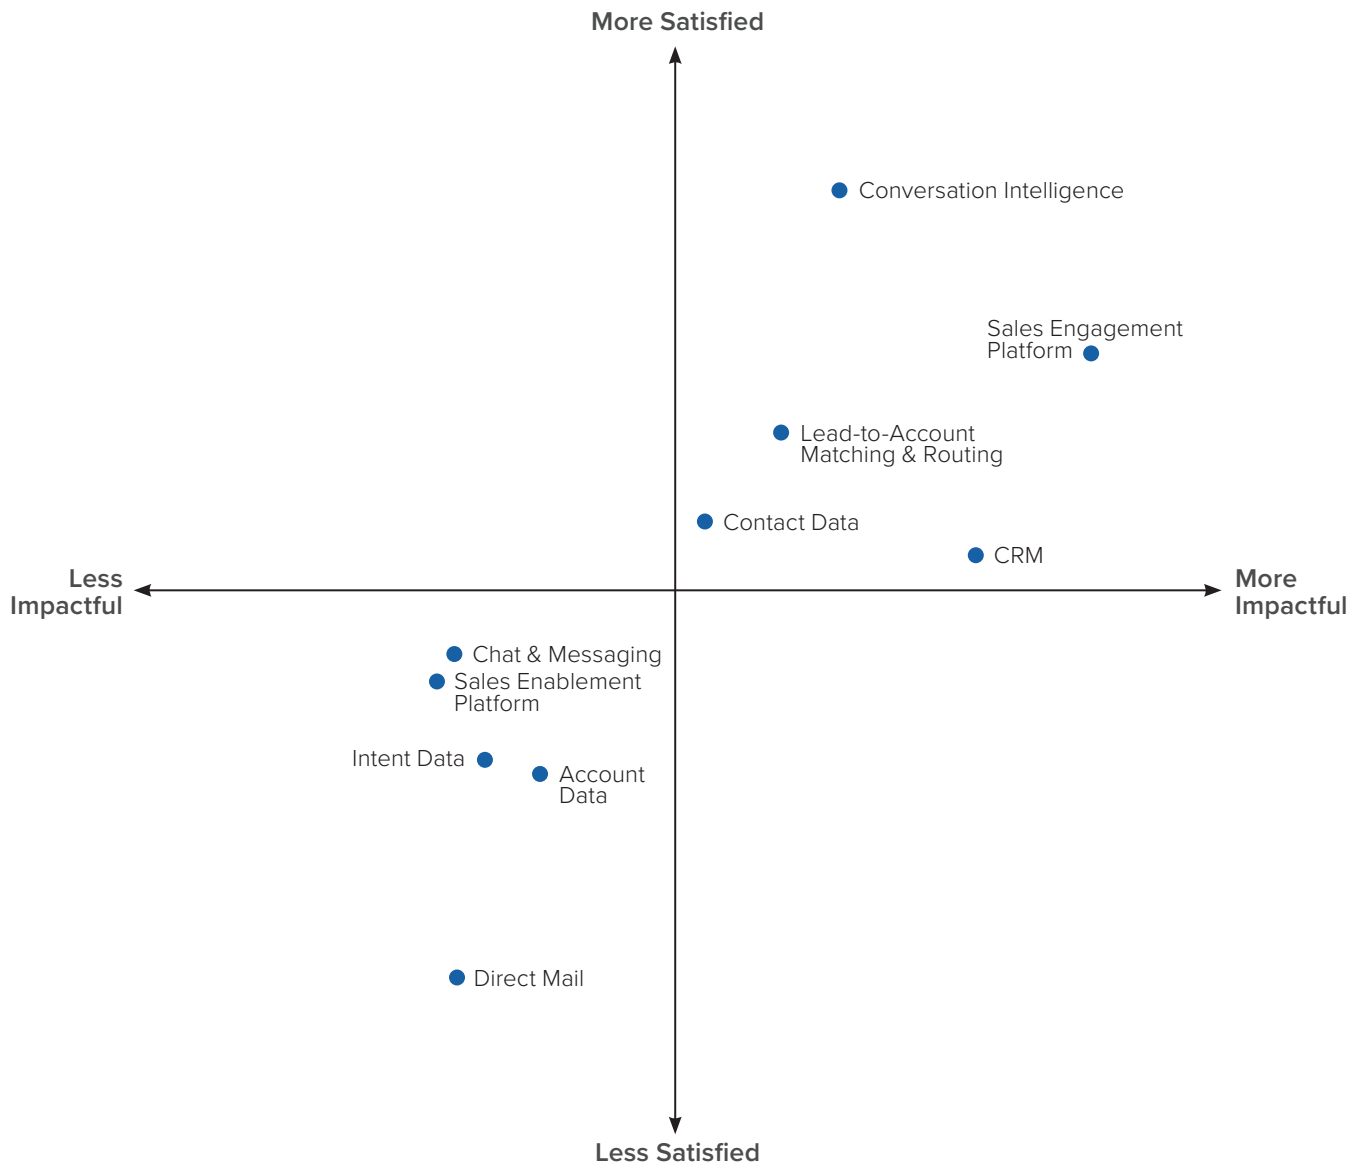 More Satisfied
Conversation Intelligence
Sales Engagement
Platform
Lead-to-Account
Matching & Routing
Contact Data
CRM
Less
Impactful
More
Impactful
Chat & Messaging
Sales Enablement
Platform
Intent Data
Account
Data
Direct Mail
Less Satisfied